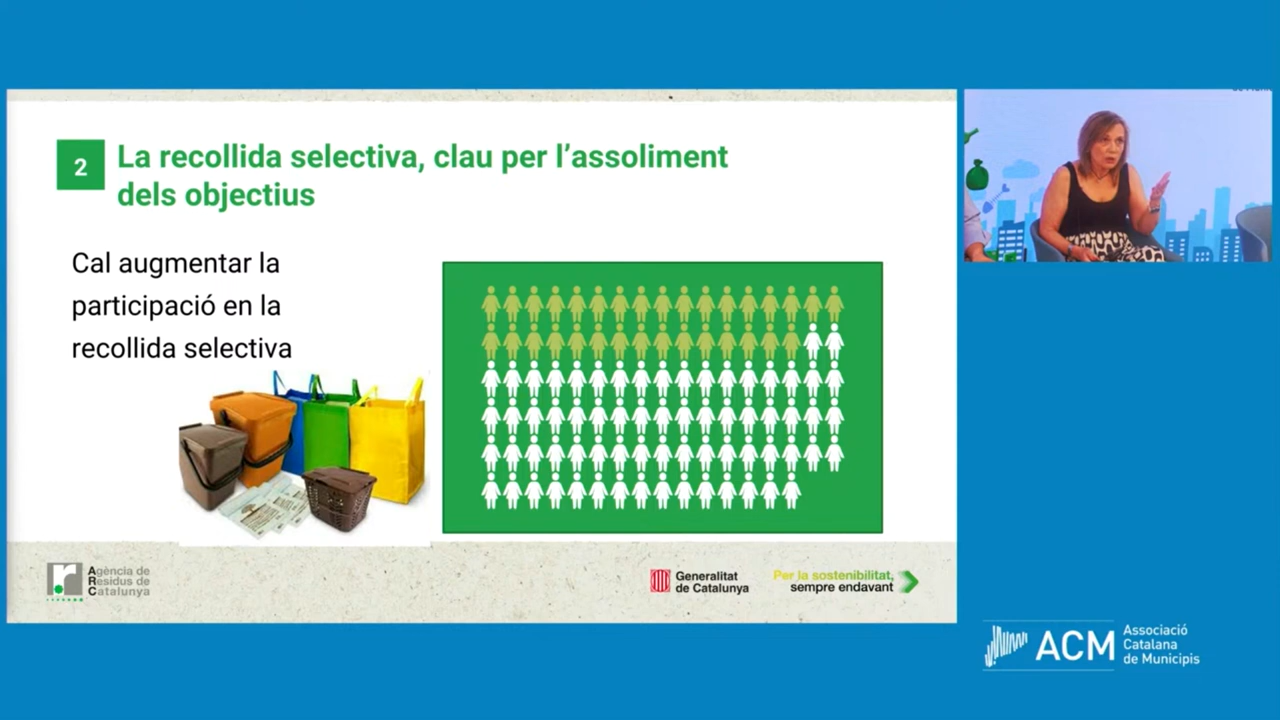 2
La recollida selectiva, clau per l’assoliment
dels objectius
Cal augmentar la
participació en la
recollida selectiva
Agència de
Residus de
Catalunya
Generalitat
de Catalunya
Per la sostenibilitat,
sempre endavant
ACM
Associació
Catalana
de Municipis